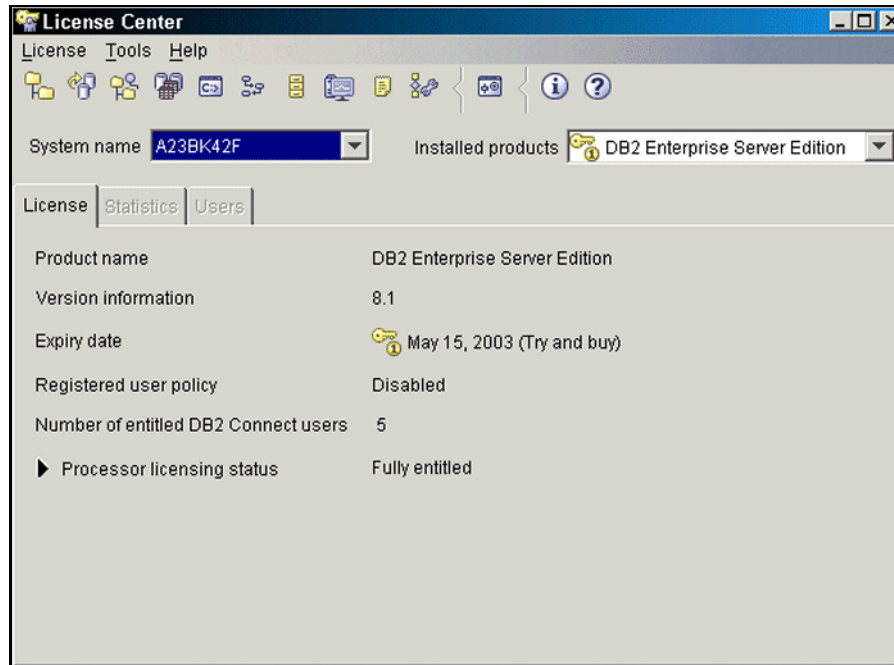 License Center
License Tools Help
System name A23BK42F Installed products DB2 Enterprise Server Edition
License Statistics Users
Product name DB2 Enterprise Server Edition
Version information 8.1
Expiry date May 15, 2003 (Try and buy)
Registered user policy Disabled
Number of entitled DB2 Connect users 5
Processor licensing status Fully entitled